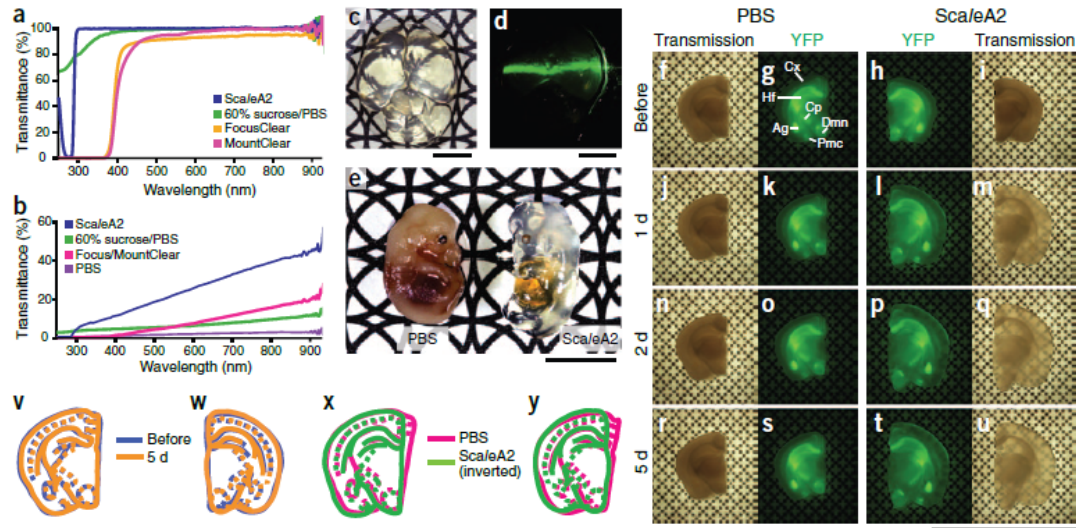 a
Transmittance (%)
100
80
60
40
20
0
300 400 500 600 700 800 900
Wavelength (nm)
Sca/eA2
60% sucrose/PBS
FocusClear
MountClear
b
Transmittance (%)
60
40
20
0
300 400 500 600 700 800 900
Wavelength (nm)
Sca/eA2
60% sucrose/PBS
Focus/MountClear
PBS
c
d
e
PBS
Sca/eA2
PBS
Sca/eA2
Transmission
YFP
YFP
Transmission
Before
f
g
Cx
Hf
Cp
Ag
Dmn
Pmc
h
i
1 d
j
k
l
m
2 d
n
o
p
q
5 d
r
s
t
u
v
Before
5 d
w
x
PBS
Sca/eA2
(inverted)
y